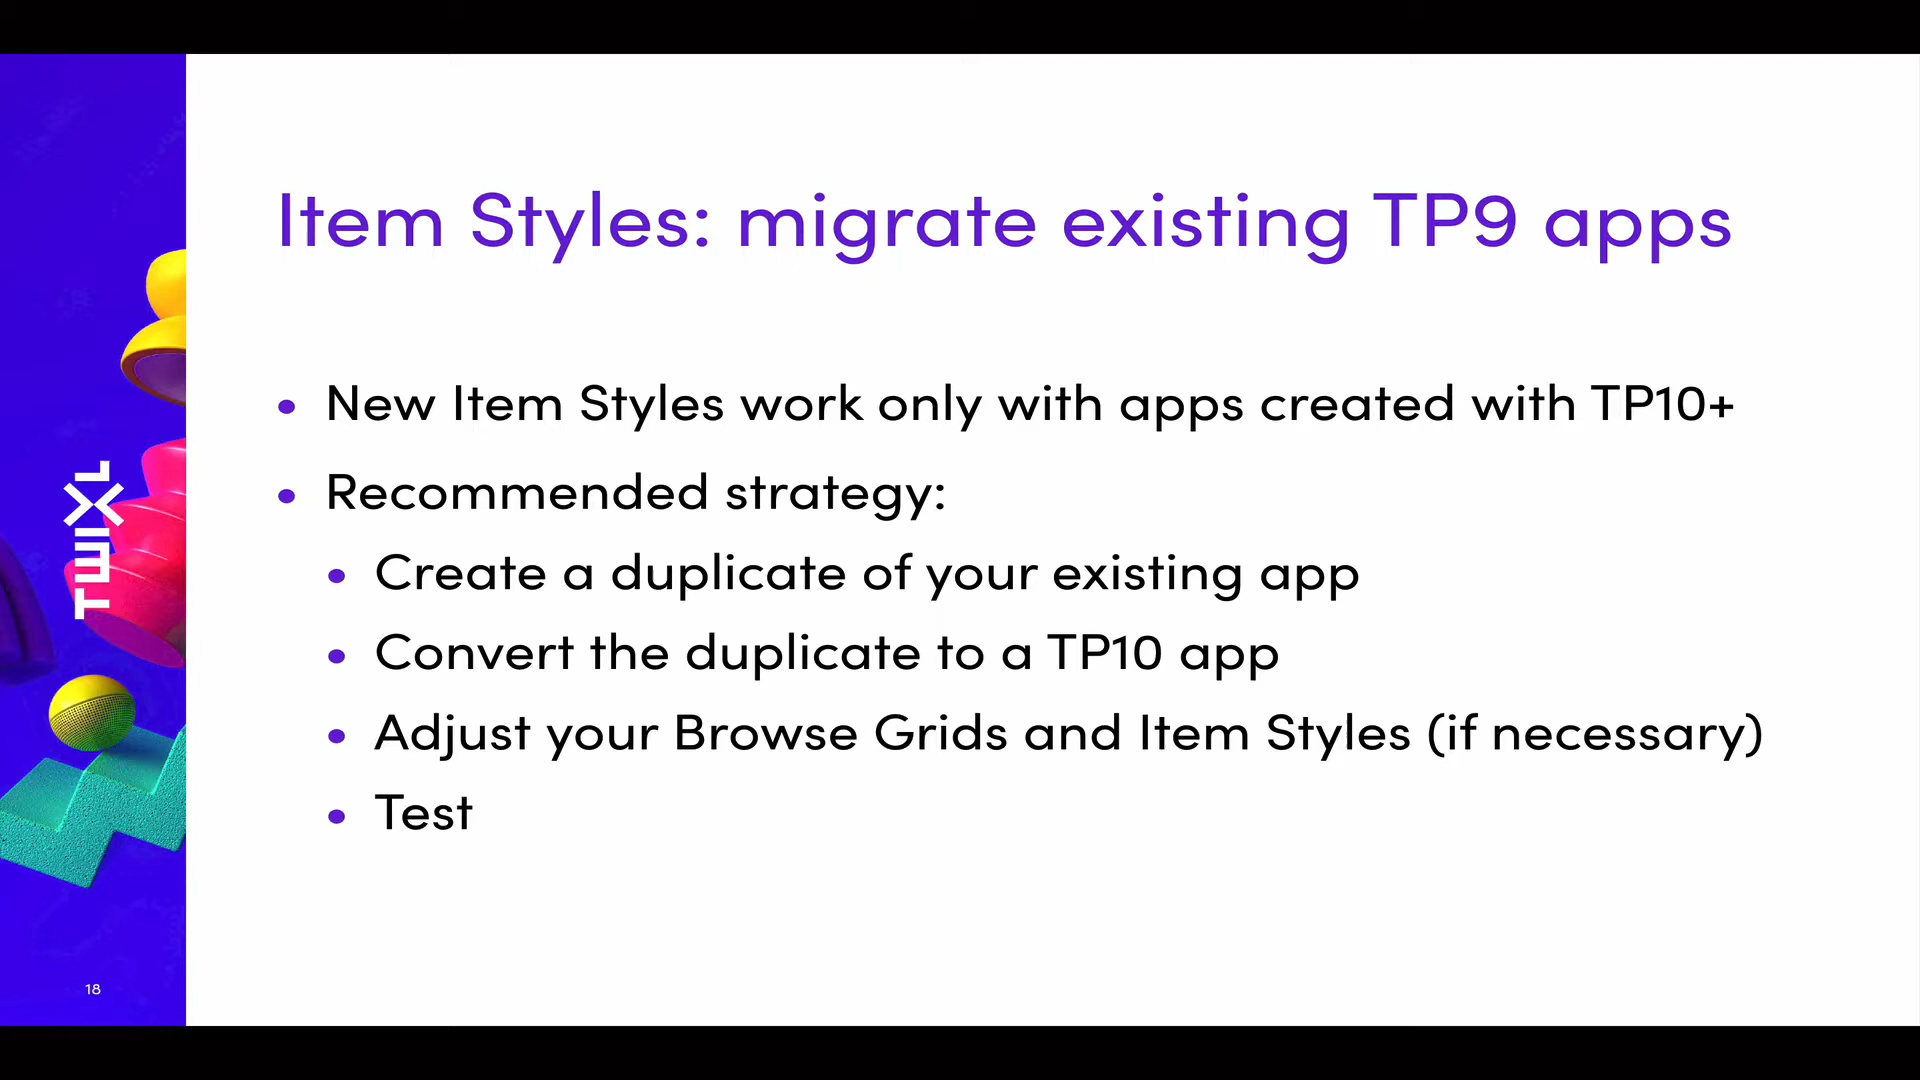 Item Styles: migrate existing TP9 apps
• New Item Styles work only with apps created with TP10+
• Recommended strategy:
• Create a duplicate of your existing app
• Convert the duplicate to a TP10 app
• Adjust your Browse Grids and Item Styles (if necessary)
• Test
TWIXL
18